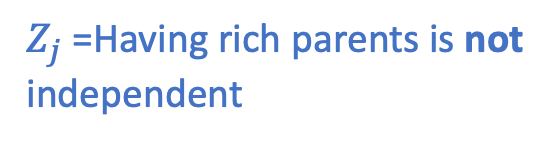 Zj =Having rich parents is not
independent